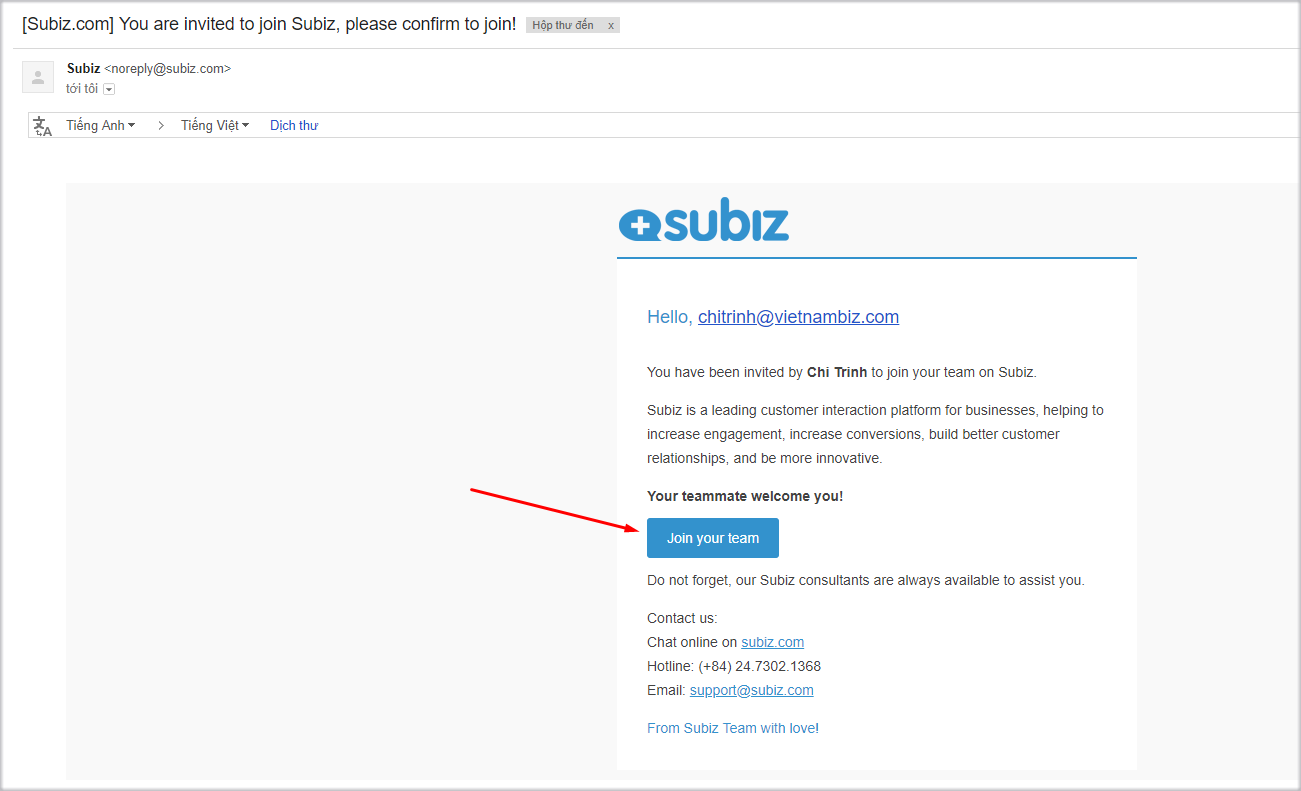 [Subiz.com] You are invited to join Subiz, please confirm to join! Hộp thư đến x
Subiz <noreply@subiz.com>
tới tôi
Tiếng Anh > Tiếng Việt Dịch thư
subiz
Hello, chitrinh@vietnambiz.com
You have been invited by Chi Trinh to join your team on Subiz.
Subiz is a leading customer interaction platform for businesses, helping to
increase engagement, increase conversions, build better customer
relationships, and be more innovative.
Your teammate welcome you!
Join your team
Do not forget, our Subiz consultants are always available to assist you.
Contact us:
Chat online on subiz.com
Hotline: (+84) 24.7302.1368
Email: support@subiz.com
From Subiz Team with love!